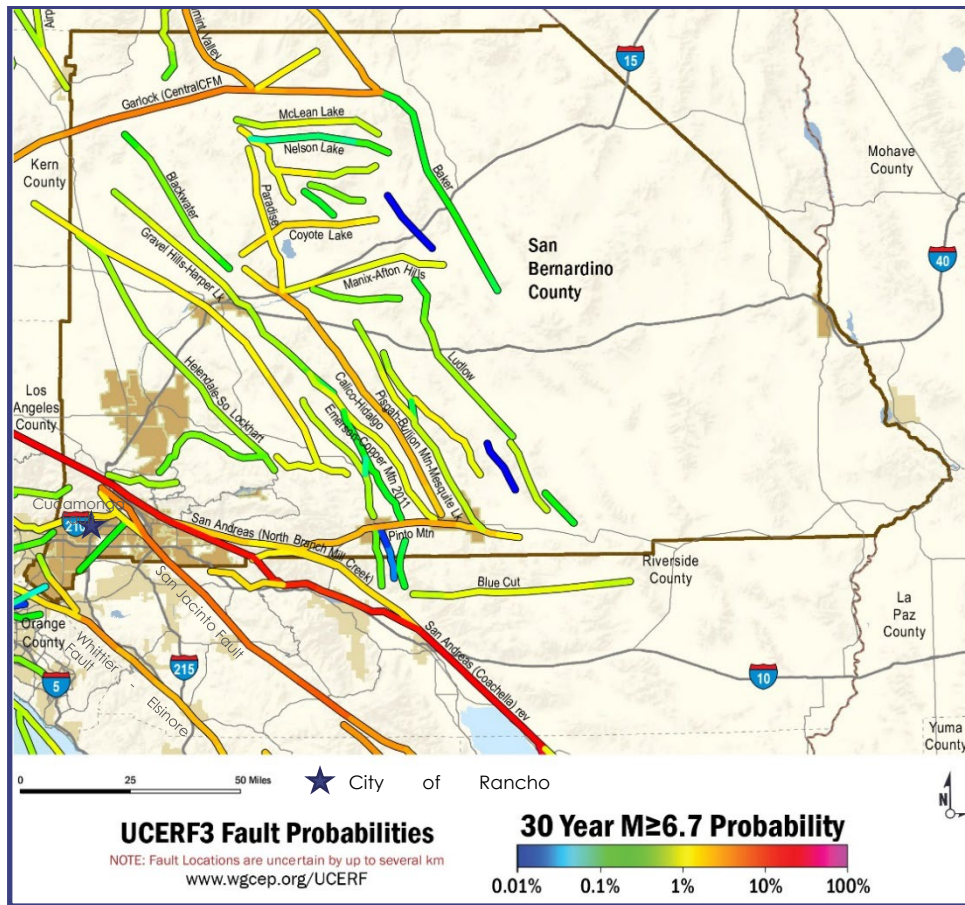 Airp
mint Valley
15
Garlock (CentralCFM
McLean Lake
Nelson Lake
Kern
County
Mohave
County
Blackwater
Paradise
Baker
Coyote Lake
Gravel Hills-Harper Lk
Manix-Afton Hills
San
Bernardino
County
40
Ludlow
Helendale-So Lockhart
Calico-Hidalgo
Pisgah-Bullion Mtn-Mesquite Lk
Emerson-Copper Mtn 2011
Los
Angeles
County
Cucamonga
210
San Andreas (North Branch Mill Creek)
Pinto Mtn
Riverside
County
Blue Cut
La
Paz
County
Orange
County
San Jacinto Fault
San Andreas (Coachella) rev
Whittier - Elsinore
Fault
5
215
10
Yuma
County
0 25 50 Miles
City of Rancho
N
UCERF3 Fault Probabilities
NOTE: Fault Locations are uncertain by up to several km
www.wgcep.org/UCERF
30 Year M≥6.7 Probability
0.01% 0.1% 1% 10% 100%